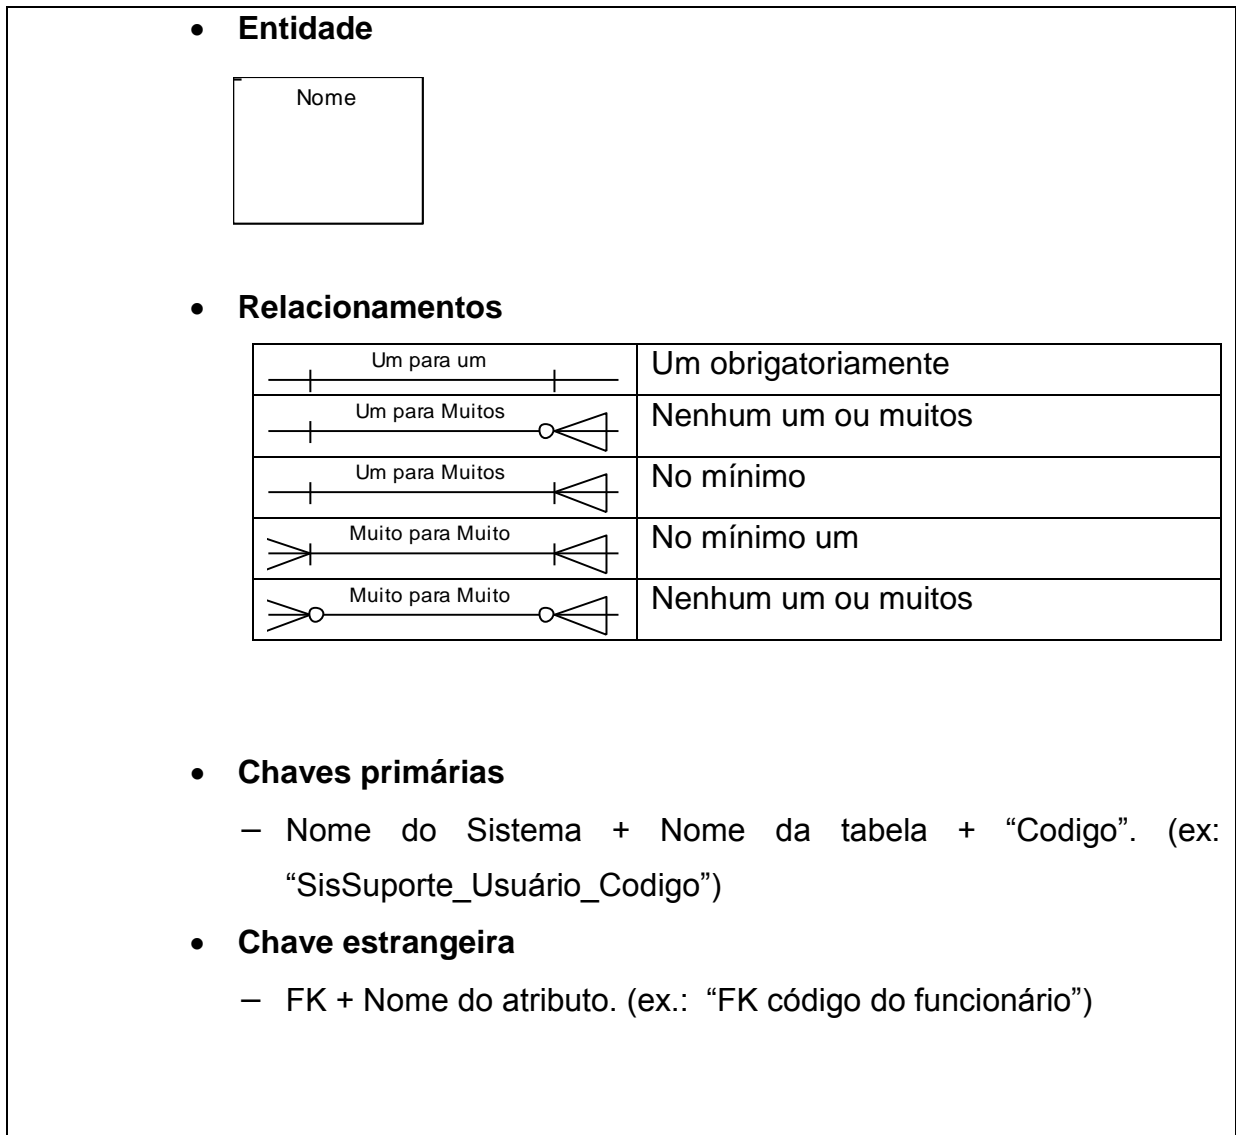 • Entidade
Nome
• Relacionamentos
Um para um
Um obrigatoriamente
Um para Muitos
Nenhum um ou muitos
Um para Muitos
No mínimo
Muito para Muito
No mínimo um
Muito para Muito
Nenhum um ou muitos
• Chaves primárias
– Nome do Sistema + Nome da tabela + “Codigo”. (ex:
“SisSuporte_Usuário_Codigo”)
• Chave estrangeira
– FK + Nome do atributo. (ex.: “FK código do funcionário”)